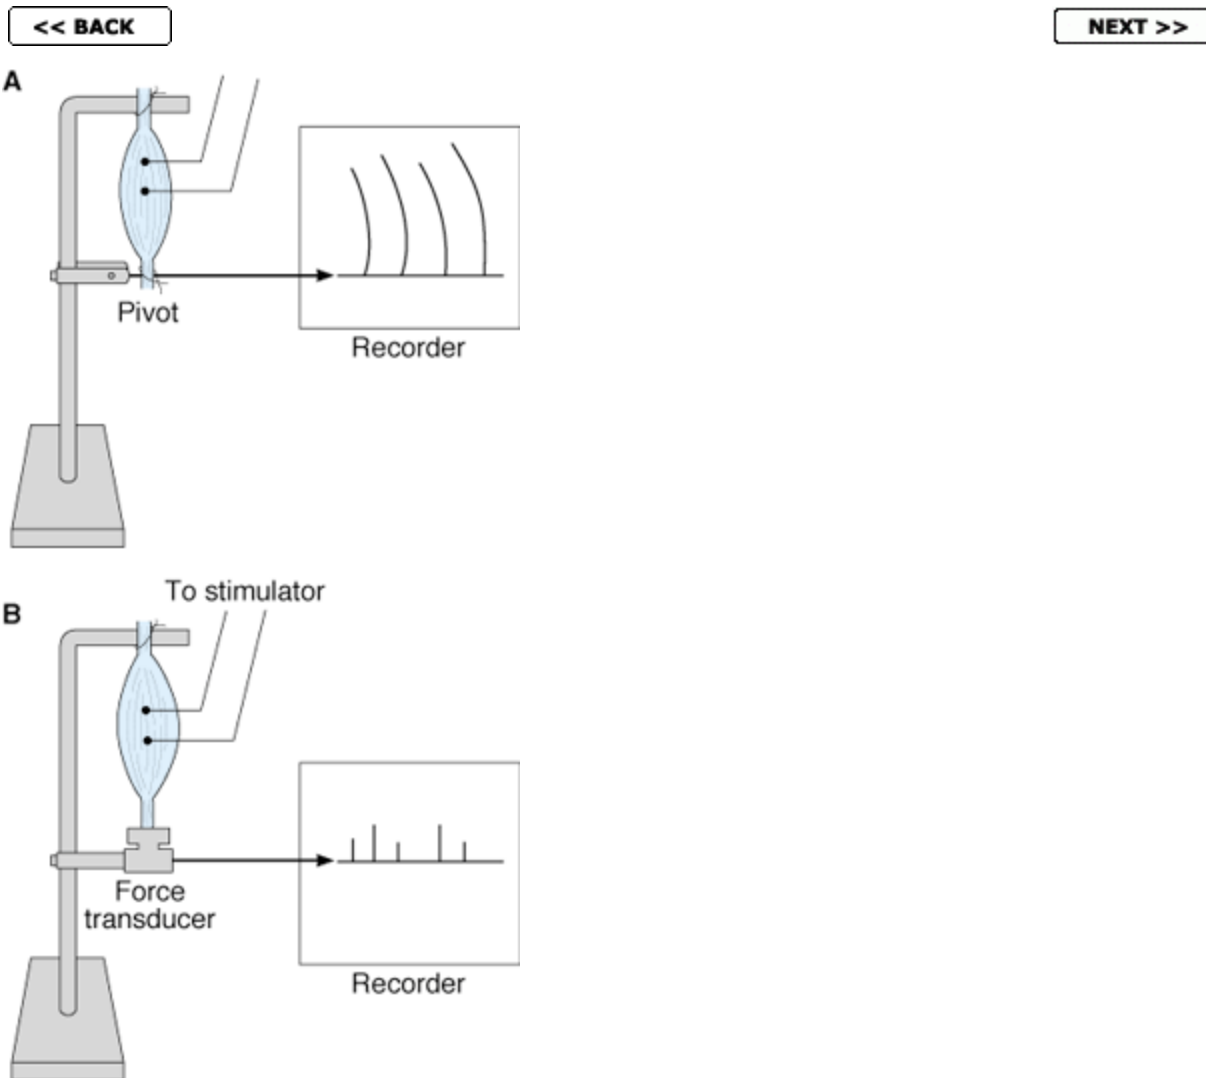 << BACK
NEXT >>
A
Pivot
Recorder
To stimulator
B
Force
transducer
Recorder